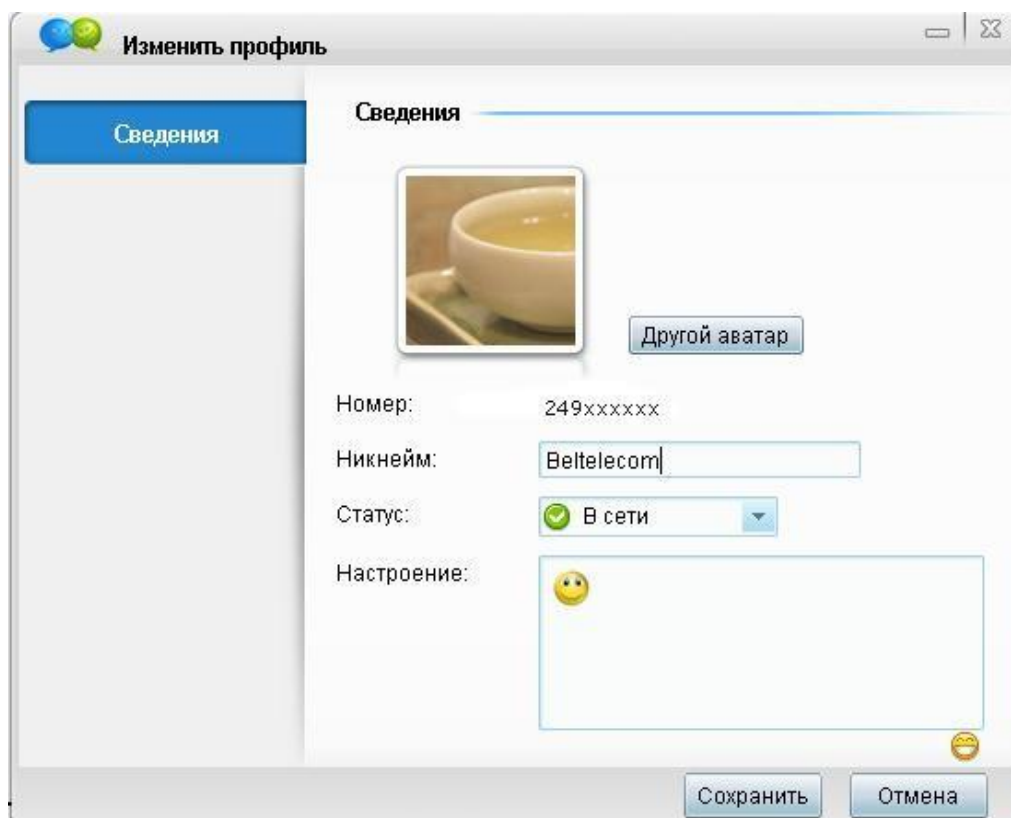 Изменить профиль
Сведения
Сведения
Другой аватар
Номер: 249xxxxxx
Никнейм: Beltelecom
Статус: В сети
Настроение:
Сохранить Отмена